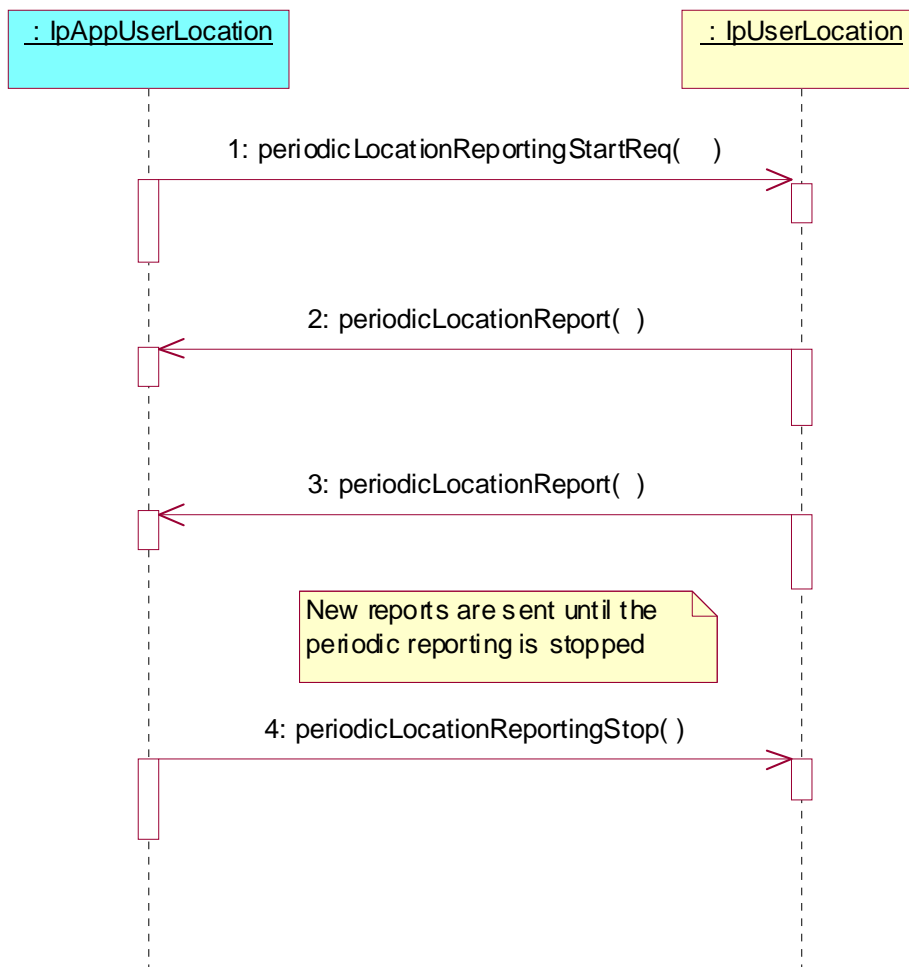 : IpAppUserLocation
: IpUserLocation
1: periodicLocationReportingStartReq( )
2: periodicLocationReport( )
3: periodicLocationReport( )
New reports are sent until the
periodic reporting is stopped
4: periodicLocationReportingStop( )